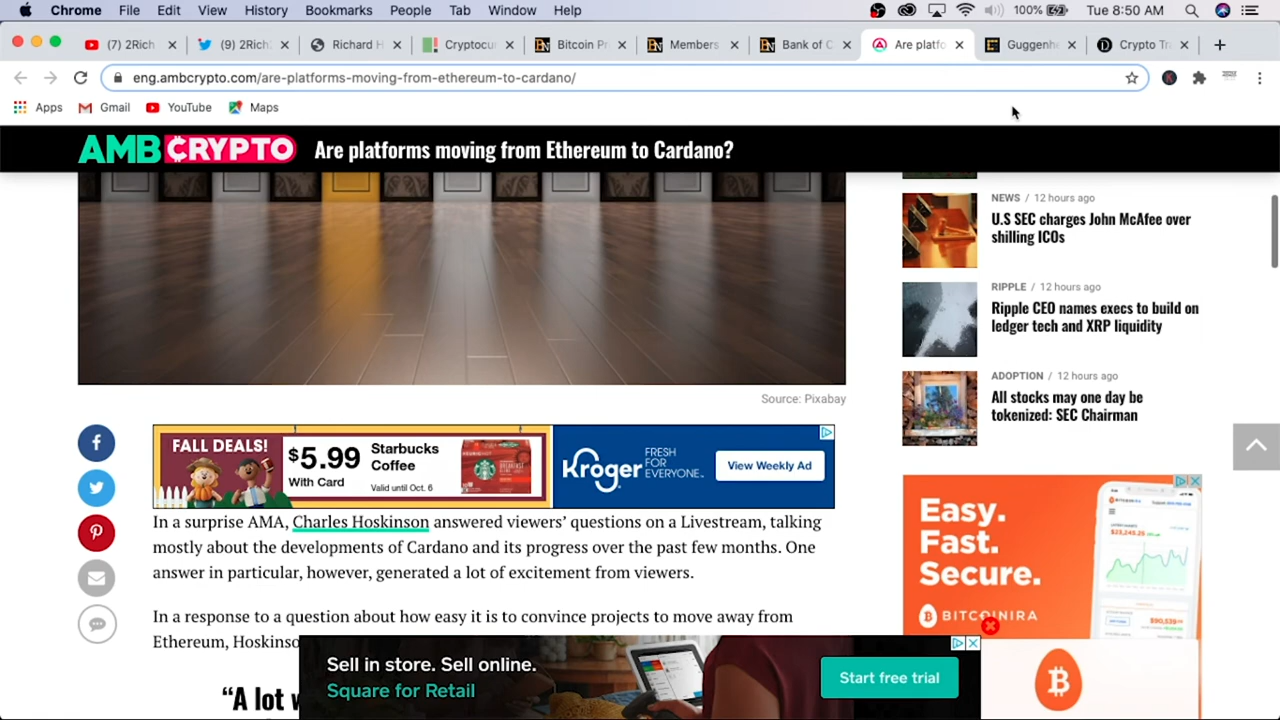 Chrome File Edit View History Bookmarks People Tab Window Help 100% Tue 8:50 AM
(7) 2Rich
(9) 2Rich
Richard H
Cryptocur
Bitcoin Pr
Members
Bank of C
Are platfo
Guggenhe
Crypto Tr
eng.ambcrypto.com/are-platforms-moving-from-ethereum-to-cardano/
Apps Gmail YouTube Maps
AMBCRYPTO Are platforms moving from Ethereum to Cardano?
Source: Pixabay
FALL DEALS!
$5.99
With Card
Starbucks
Coffee
Valid until Oct. 6
Kroger
FRESH
FOR
EVERYONE
View Weekly Ad
In a surprise AMA, Charles Hoskinson answered viewers’ questions on a Livestream, talking
mostly about the developments of Cardano and its progress over the past few months. One
answer in particular, however, generated a lot of excitement from viewers.
In a response to a question about how easy it is to convince projects to move away from
Ethereum, Hoskinso
“A lot w
NEWS / 12 hours ago
U.S SEC charges John McAfee over
shilling ICOs
RIPPLE / 12 hours ago
Ripple CEO names execs to build on
ledger tech and XRP liquidity
ADOPTION / 12 hours ago
All stocks may one day be
tokenized: SEC Chairman
Easy.
Fast.
Secure.
BITCOINIRA
Sell in store. Sell online.
Square for Retail
Start free trial